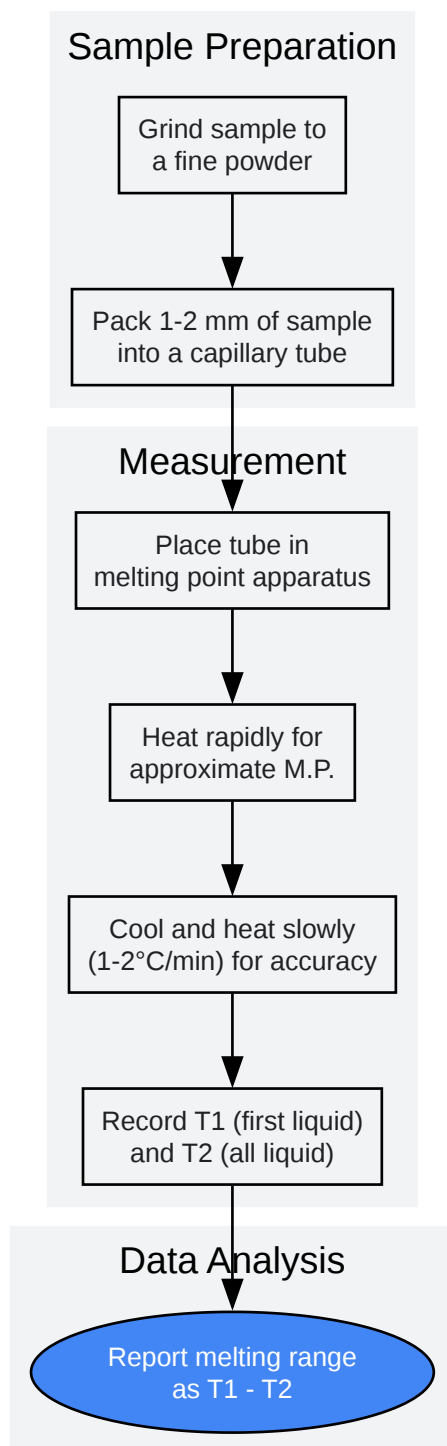 Sample Preparation
Grind sample to
a fine powder
Pack 1-2 mm of sample
into a capillary tube
Measurement
Place tube in
melting point apparatus
Heat rapidly for
approximate M.P.
Cool and heat slowly
(1-2°C/min) for accuracy
Record T1 (first liquid)
and T2 (all liquid)
Data Analysis
Report melting range
as T1 - T2